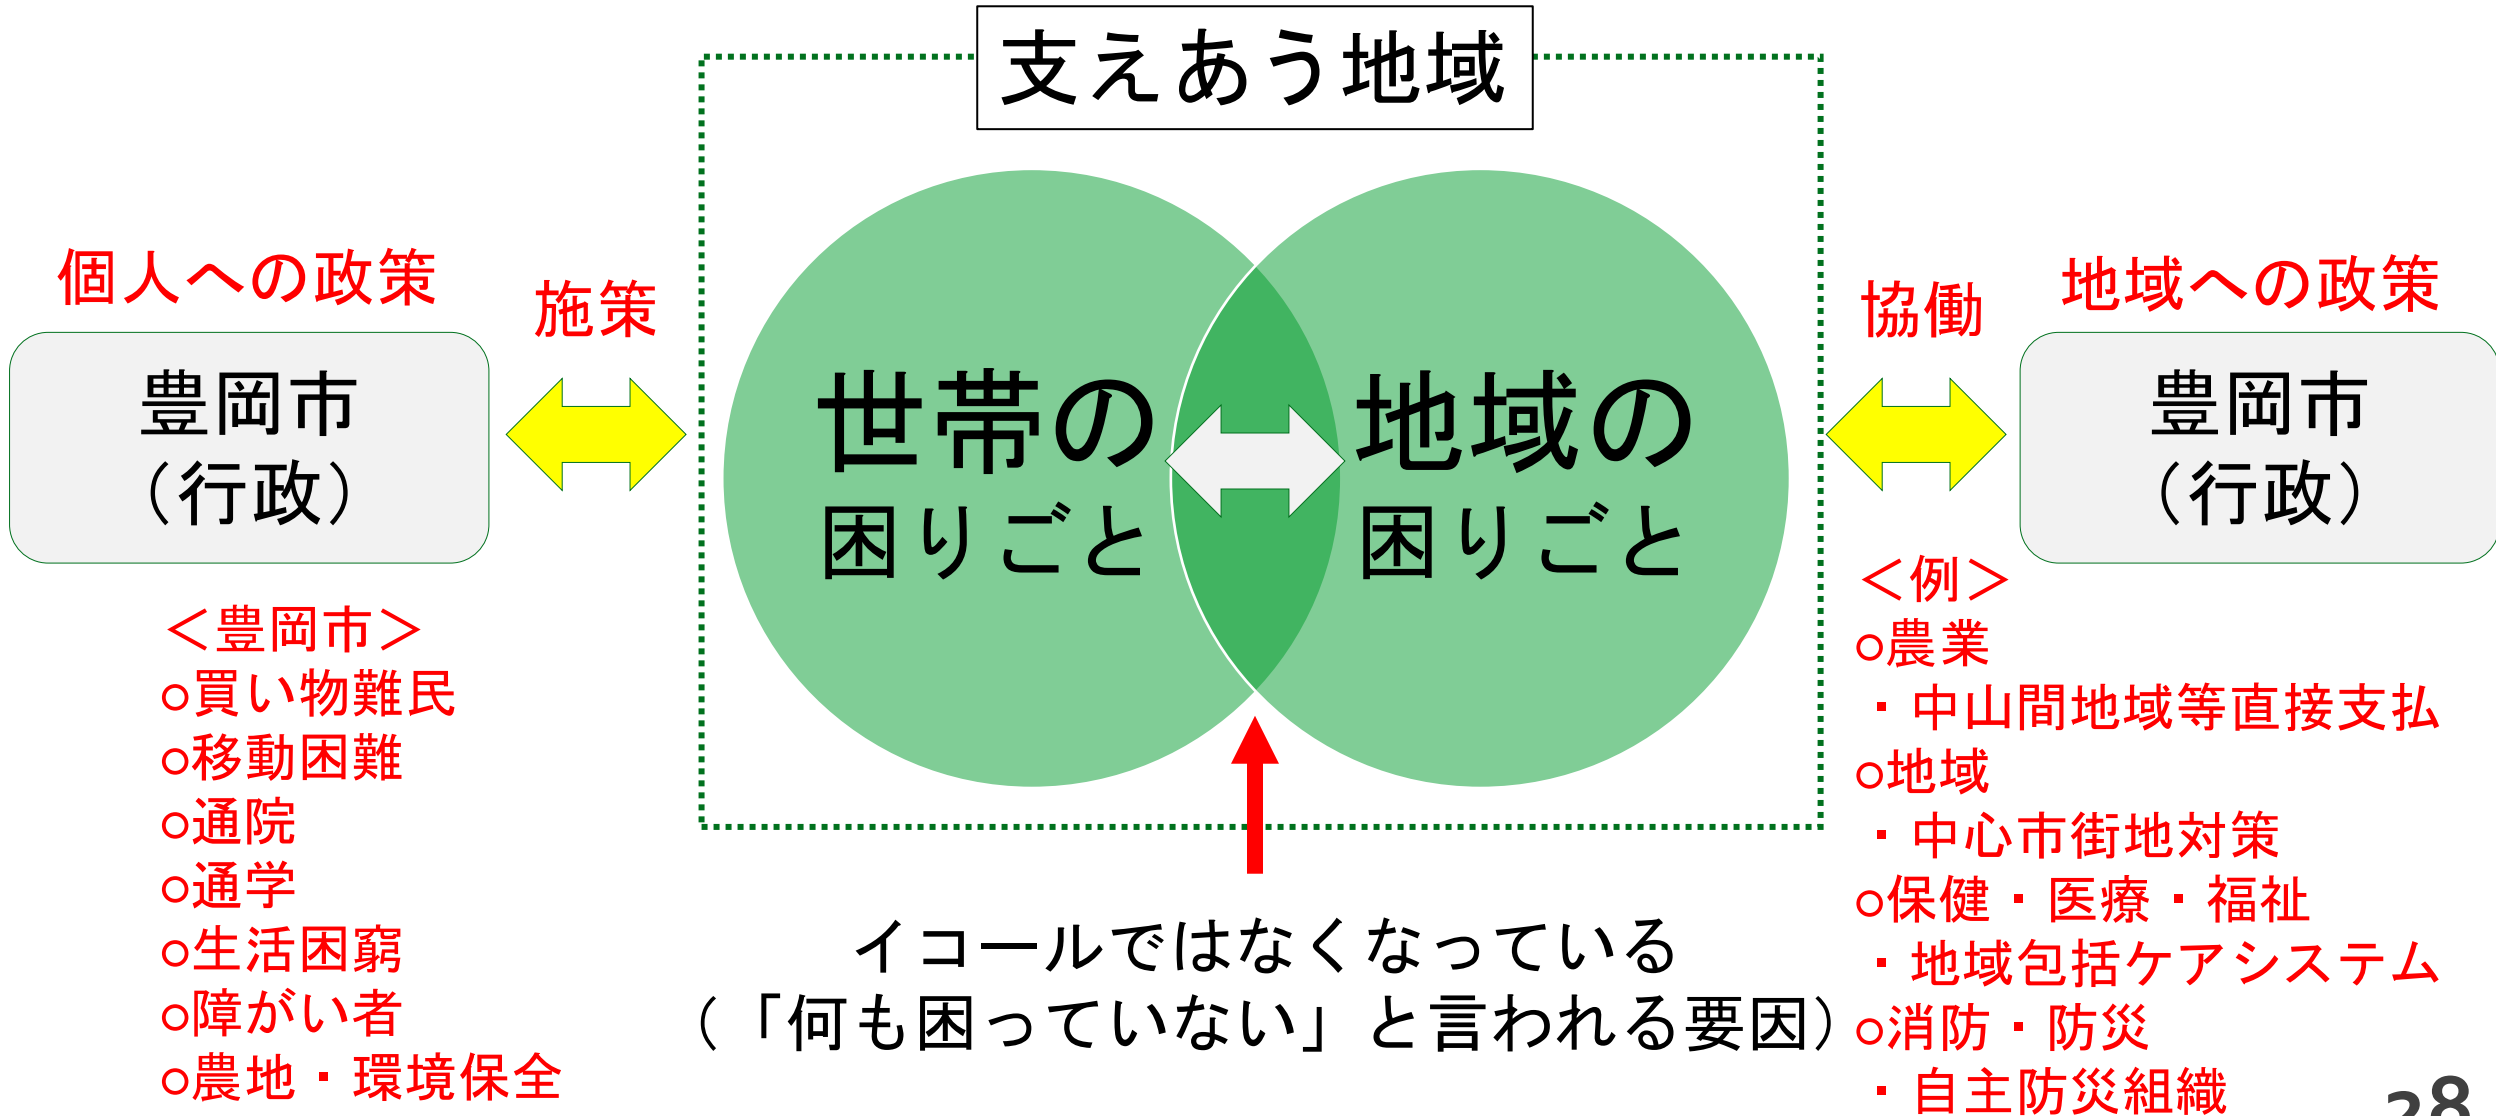 支えあう地域
個人への政策
豊岡市
（行政）
＜豊岡市＞
○買い物難民
○移動困難
○通院
○通学
○生活困窮
○障がい者
○農地・空家の保全
政策
世帯の
困りごと
地域の
困りごと
イコールではなくなっている
（「何も困っていない」と言われる要因）
財源
地域への政策
豊岡市
（行政）
＜例＞
○農業
・中山間地域等直接支払
○地域
・中心市街地対策
○保健・医療・福祉
・地域包括ケアシステム
○消防・防災
・自主防災組織
28